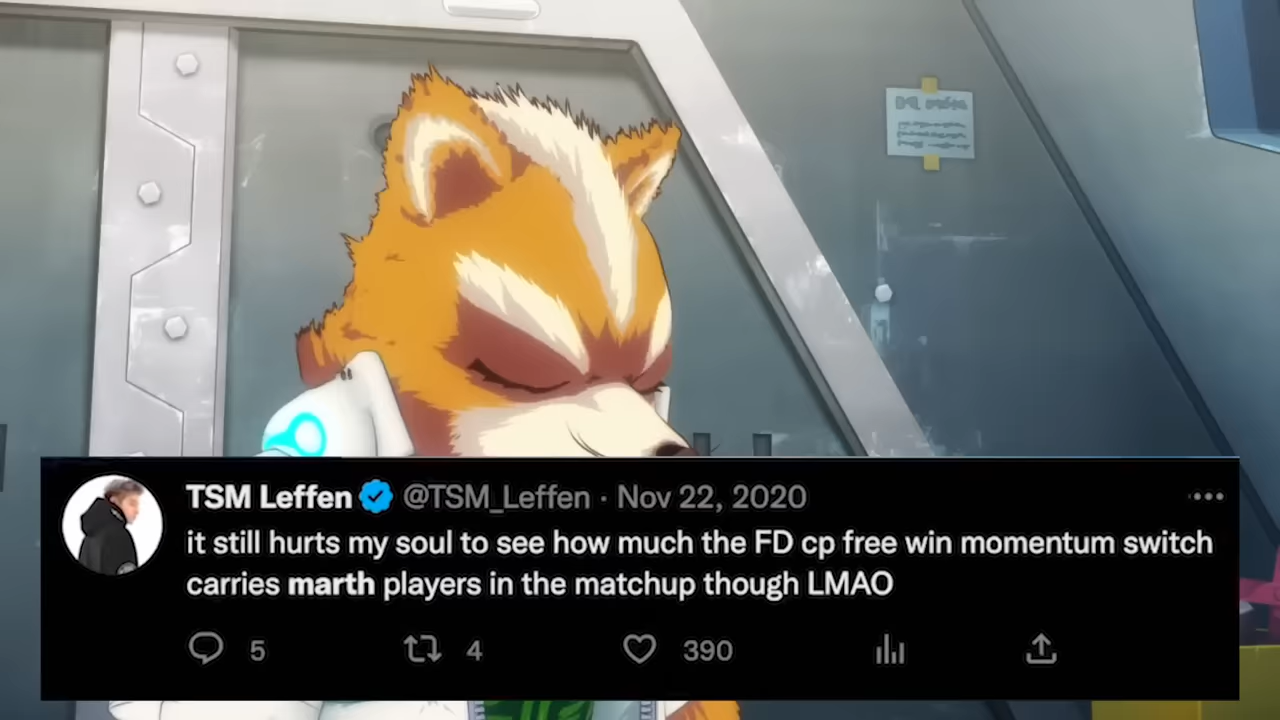 TSM Leffen @TSM_Leffen · Nov 22, 2020
it still hurts my soul to see how much the FD cp free win momentum switch
carries marth players in the matchup though LMAO
5 4 390